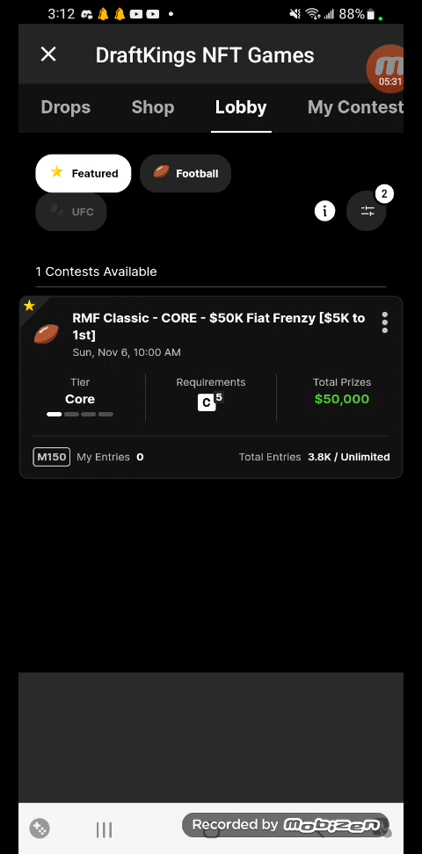 3:12 88%
DraftKings NFT Games
05:31
Drops Shop Lobby My Contest
Featured Football
2
UFC
1 Contests Available
RMF Classic - CORE - $50K Fiat Frenzy [$5K to
1st]
Sun, Nov 6, 10:00 AM
Tier Requirements Total Prizes
Core C 5 $50,000
M150 My Entries 0 Total Entries 3.8K / Unlimited
Recorded by mobizen